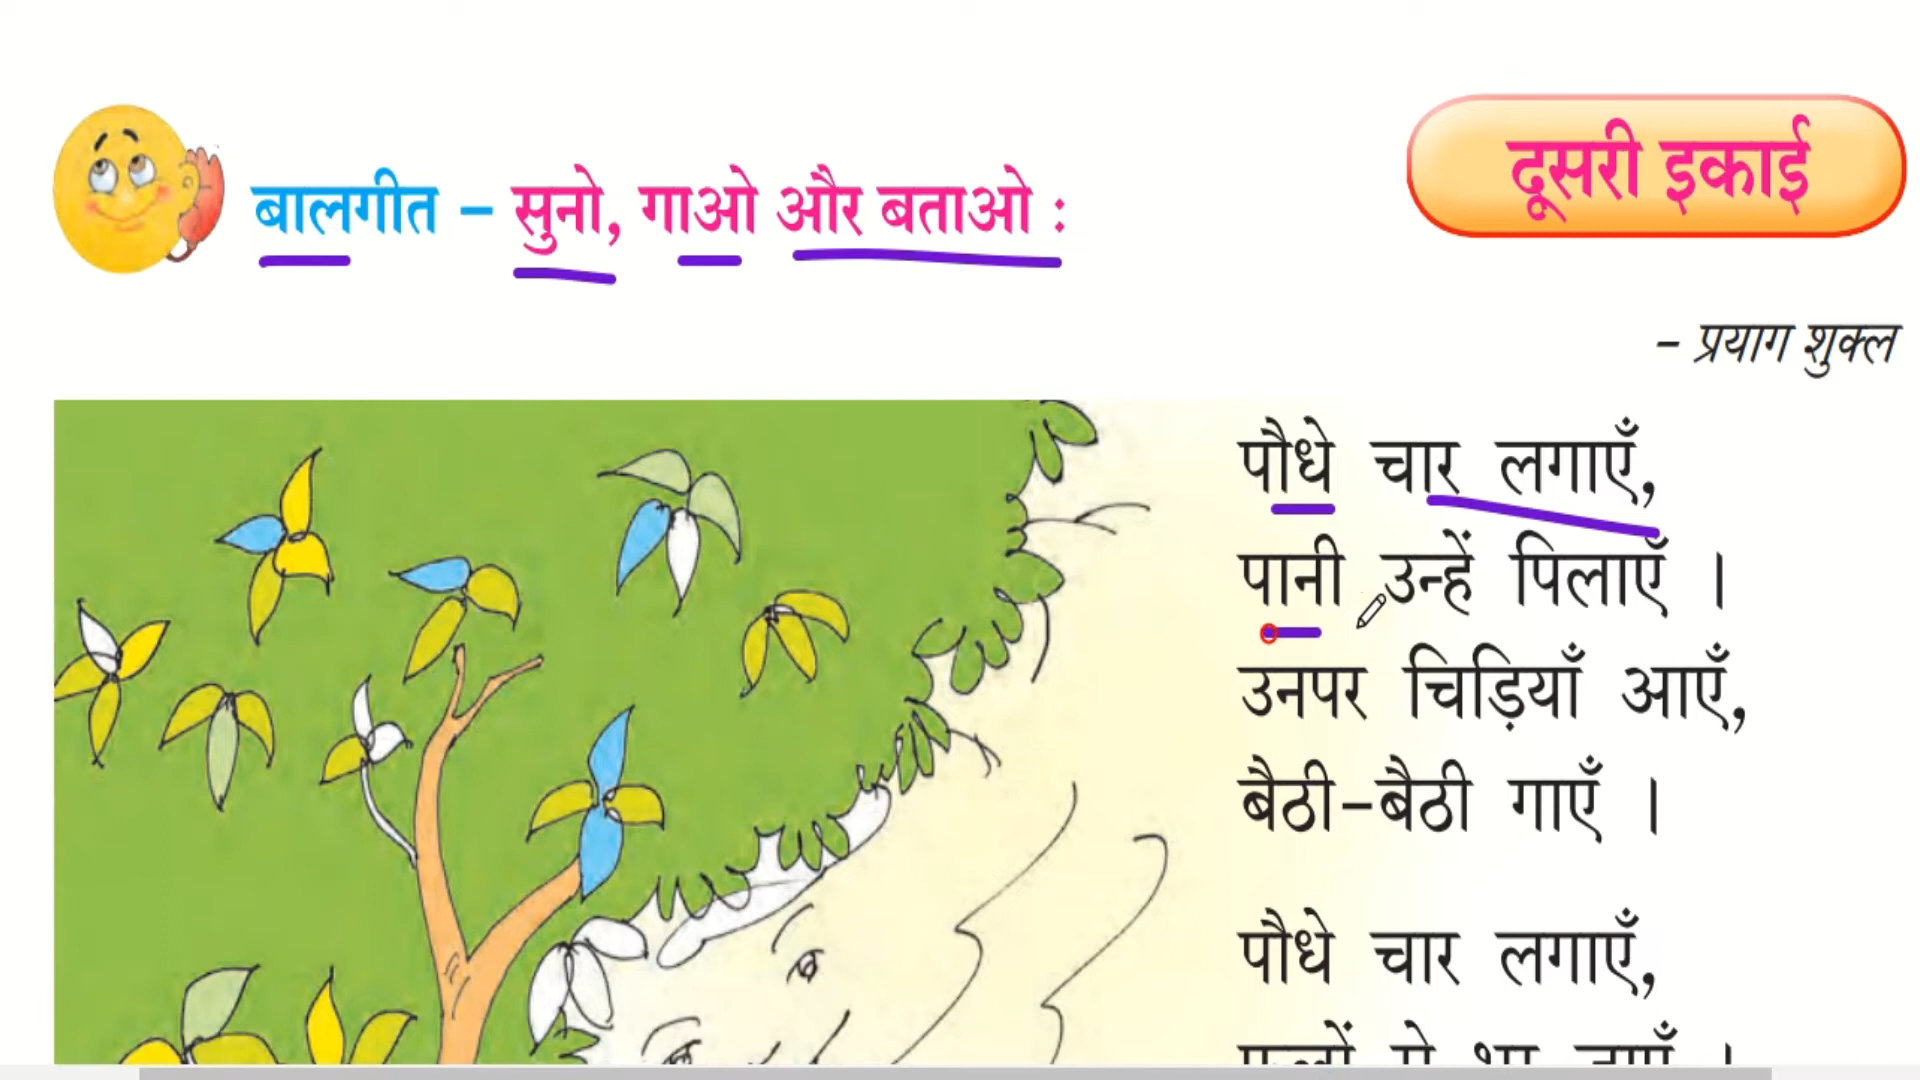 दूसरी इकाई
बालगीत – सुनो, गाओ और बताओ :
– प्रयाग शुक्ल
पौधे चार लगाएँ,
पानी उन्हें पिलाएँ ।
उनपर चिड़ियाँ आएँ,
बैठी-बैठी गाएँ ।
पौधे चार लगाएँ,